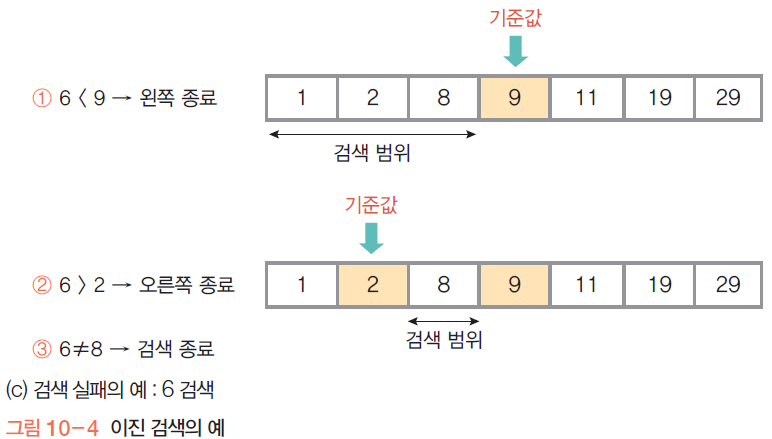 기준값
① 6 < 9 → 왼쪽 종료
1 2 8 9 11 19 29
검색 범위
기준값
② 6 > 2 → 오른쪽 종료
1 2 8 9 11 19 29
검색 범위
③ 6≠8 → 검색 종료
(c) 검색 실패의 예 : 6 검색
그림 10-4 이진 검색의 예